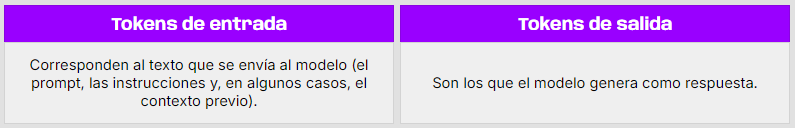 Tokens de entrada
Tokens de salida
Corresponden al texto que se envía al modelo (el
prompt, las instrucciones y, en algunos casos, el
contexto previo).
Son los que el modelo genera como respuesta.